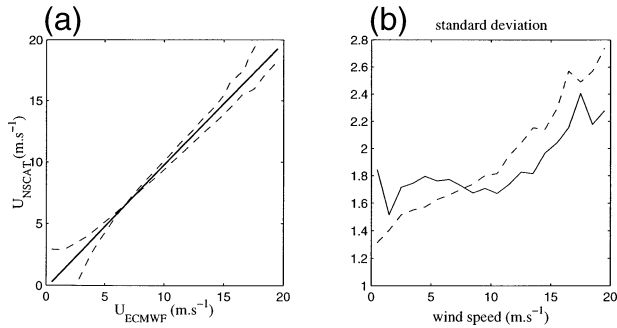 (a)
20
15
10
5
0
U_NSCAT (m.s⁻¹)
0 5 10 15 20
U_ECMWF (m.s⁻¹)
(b)
standard deviation
2.8
2.6
2.4
2.2
2
1.8
1.6
1.4
1.2
1
0 5 10 15 20
wind speed (m.s⁻¹)